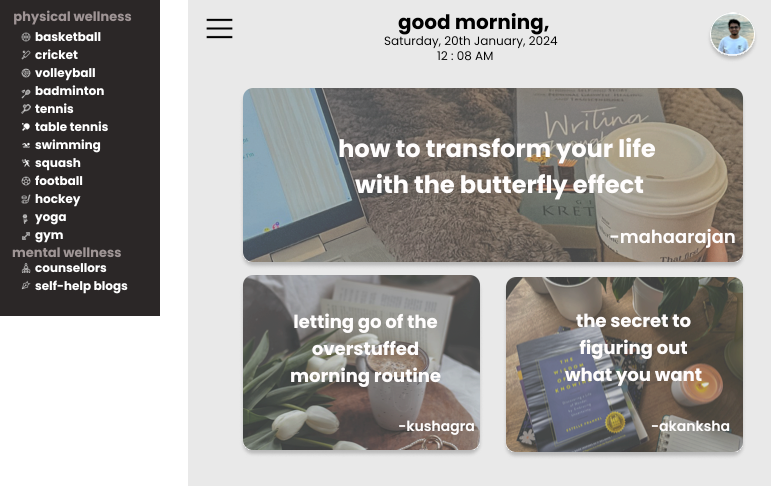 physical wellness
basketball
cricket
volleyball
badminton
tennis
table tennis
swimming
squash
football
hockey
yoga
gym
mental wellness
counsellors
self-help blogs
good morning,
Saturday, 20th January, 2024
12 : 08 AM
Writing
how to transform your life
with the butterfly effect
-mahaarajan
letting go of the
overstuffed
morning routine
-kushagra
the secret to
figuring out
what you want
-akanksha